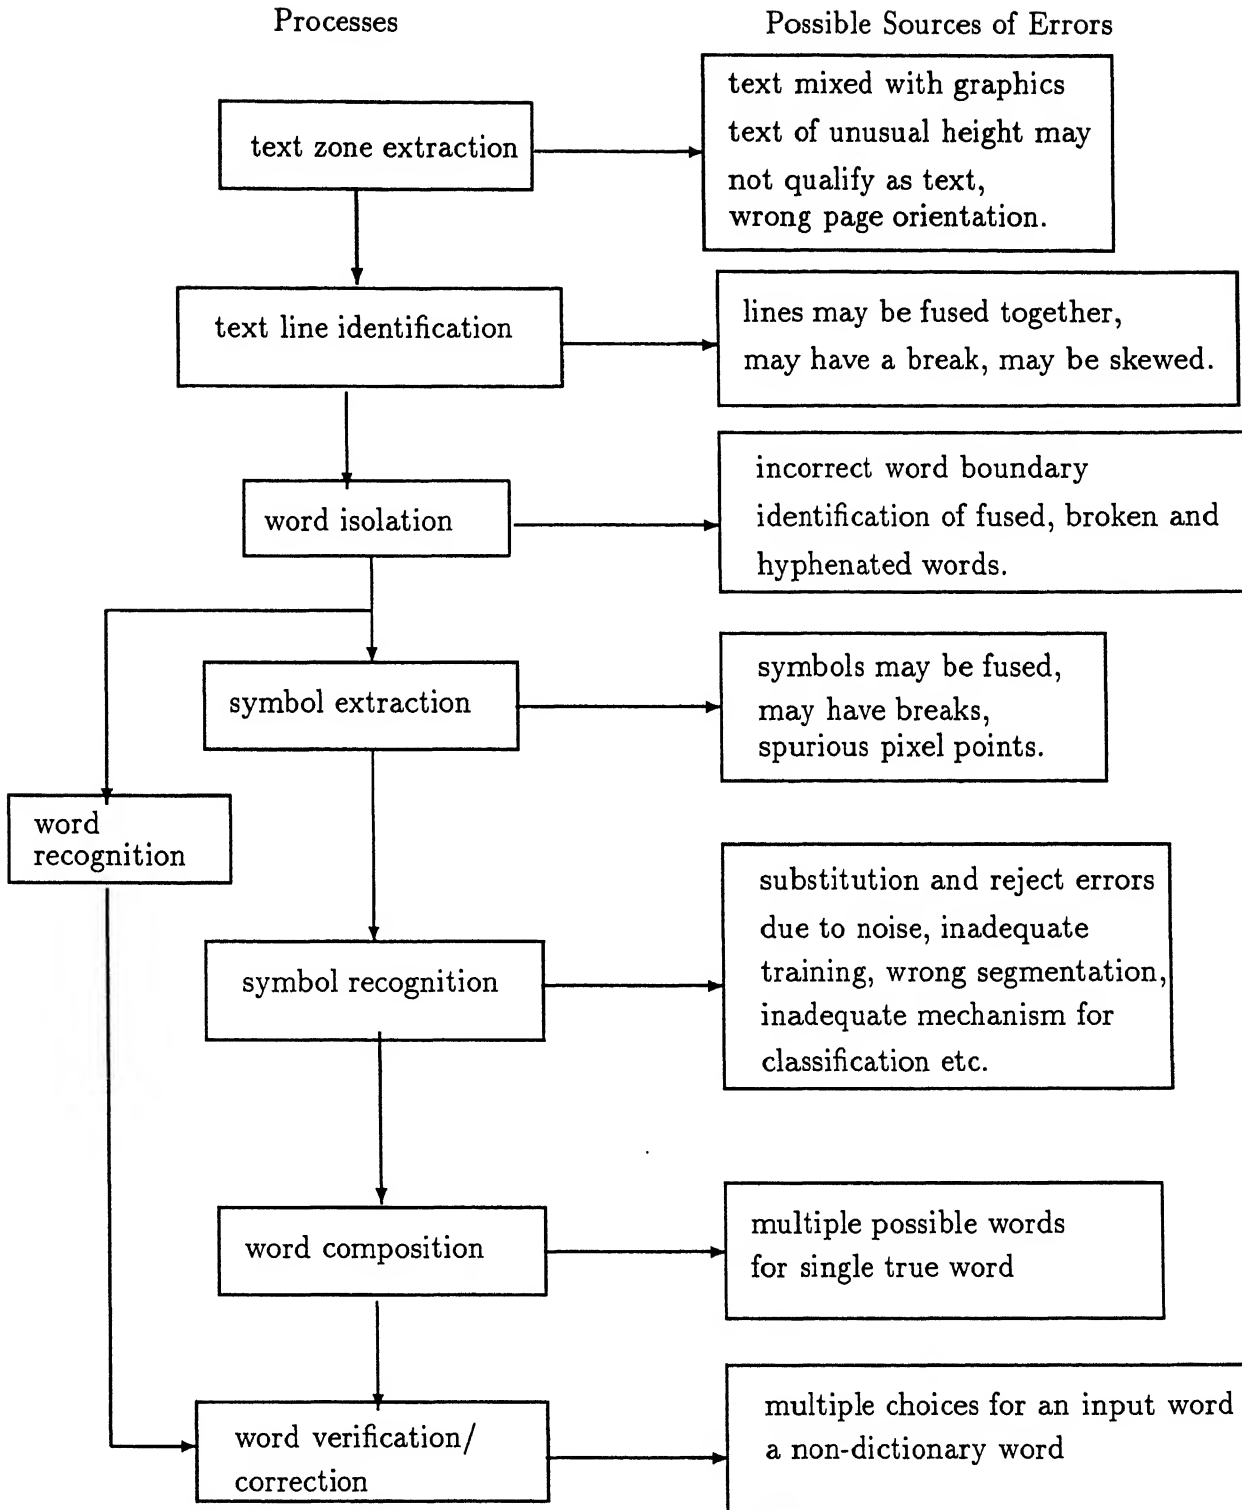 Processes
Possible Sources of Errors
text zone extraction
text mixed with graphics
text of unusual height may
not qualify as text,
wrong page orientation.
text line identification
lines may be fused together,
may have a break, may be skewed.
word isolation
incorrect word boundary
identification of fused, broken and
hyphenated words.
symbol extraction
symbols may be fused,
may have breaks,
spurious pixel points.
word
recognition
symbol recognition
substitution and reject errors
due to noise, inadequate
training, wrong segmentation,
inadequate mechanism for
classification etc.
word composition
multiple possible words
for single true word
word verification/
correction
multiple choices for an input word
a non-dictionary word